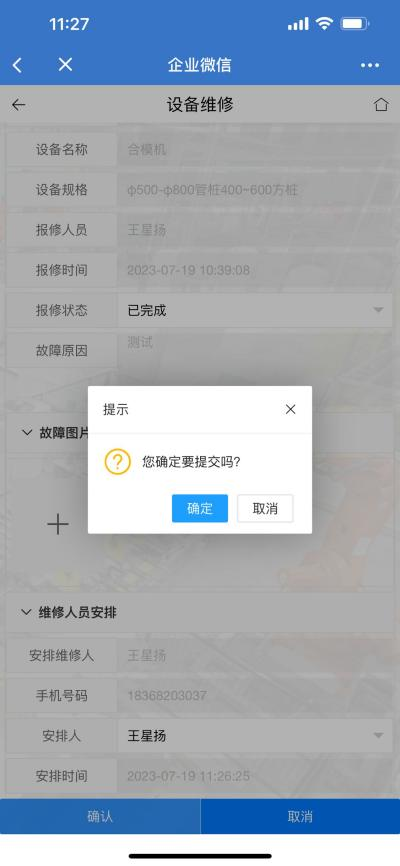 11:27
企业微信
设备维修
设备名称 合模机
设备规格 φ500-φ800管桩400~600方桩
报修人员 王星扬
报修时间 2023-07-19 10:39:08
报修状态 已完成
故障原因 测试
提示
故障图片
您确定要提交吗?
确定 取消
维修人员安排
安排维修人 王星扬
手机号码 18368203037
安排人 王星扬
安排时间 2023-07-19 11:26:25
确认 取消